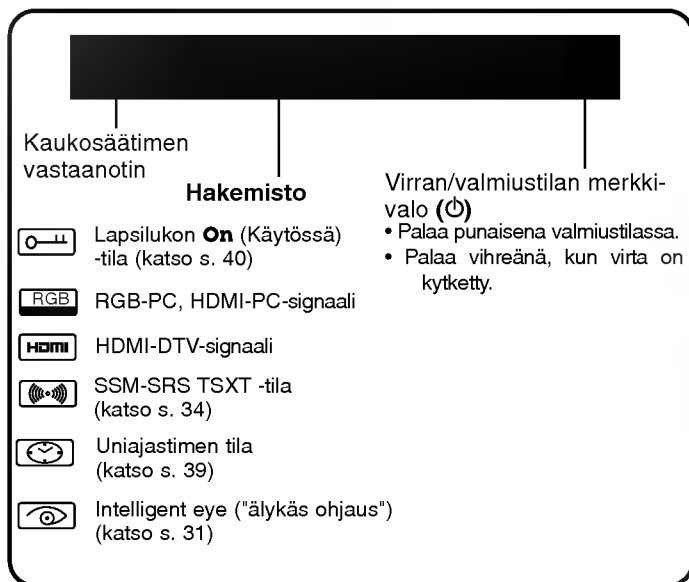 Kaukosäätimen
vastaanotin
Hakemisto
Lapsilukon On (Käytössä)
-tila (katso s. 40)
RGB
RGB-PC, HDMI-PC-signaali
HDMI
HDMI-DTV-signaali
SSM-SRS TSXT -tila
(katso s. 34)
Uniajastimen tila
(katso s. 39)
Intelligent eye ("älykäs ohjaus")
(katso s. 31)
Virran/valmiustilan merkki-
valo (⏻)
• Palaa punaisena valmiustilassa.
• Palaa vihreänä, kun virta on
kytketty.